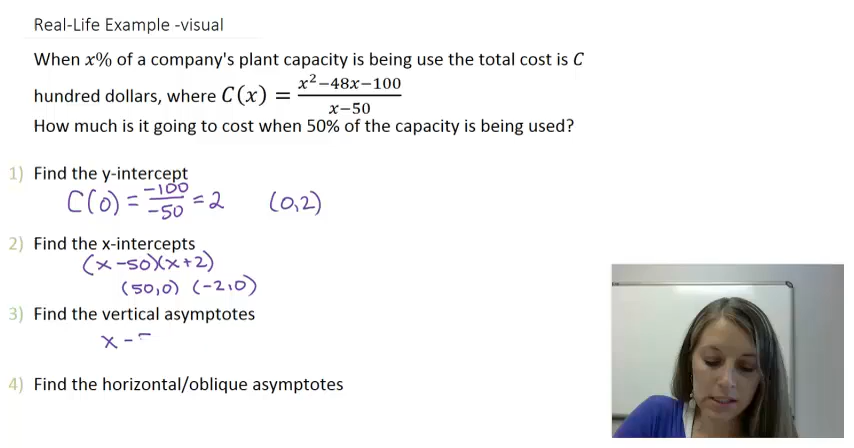 Real-Life Example -visual
When x% of a company's plant capacity is being use the total cost is C
hundred dollars, where C(x) = (x²−48x−100)/(x−50)
How much is it going to cost when 50% of the capacity is being used?
1) Find the y-intercept
C(0) = -100/-50 = 2 (0,2)
2) Find the x-intercepts
(x-50)(x+2)
(50,0) (-2,0)
3) Find the vertical asymptotes
x -
4) Find the horizontal/oblique asymptotes